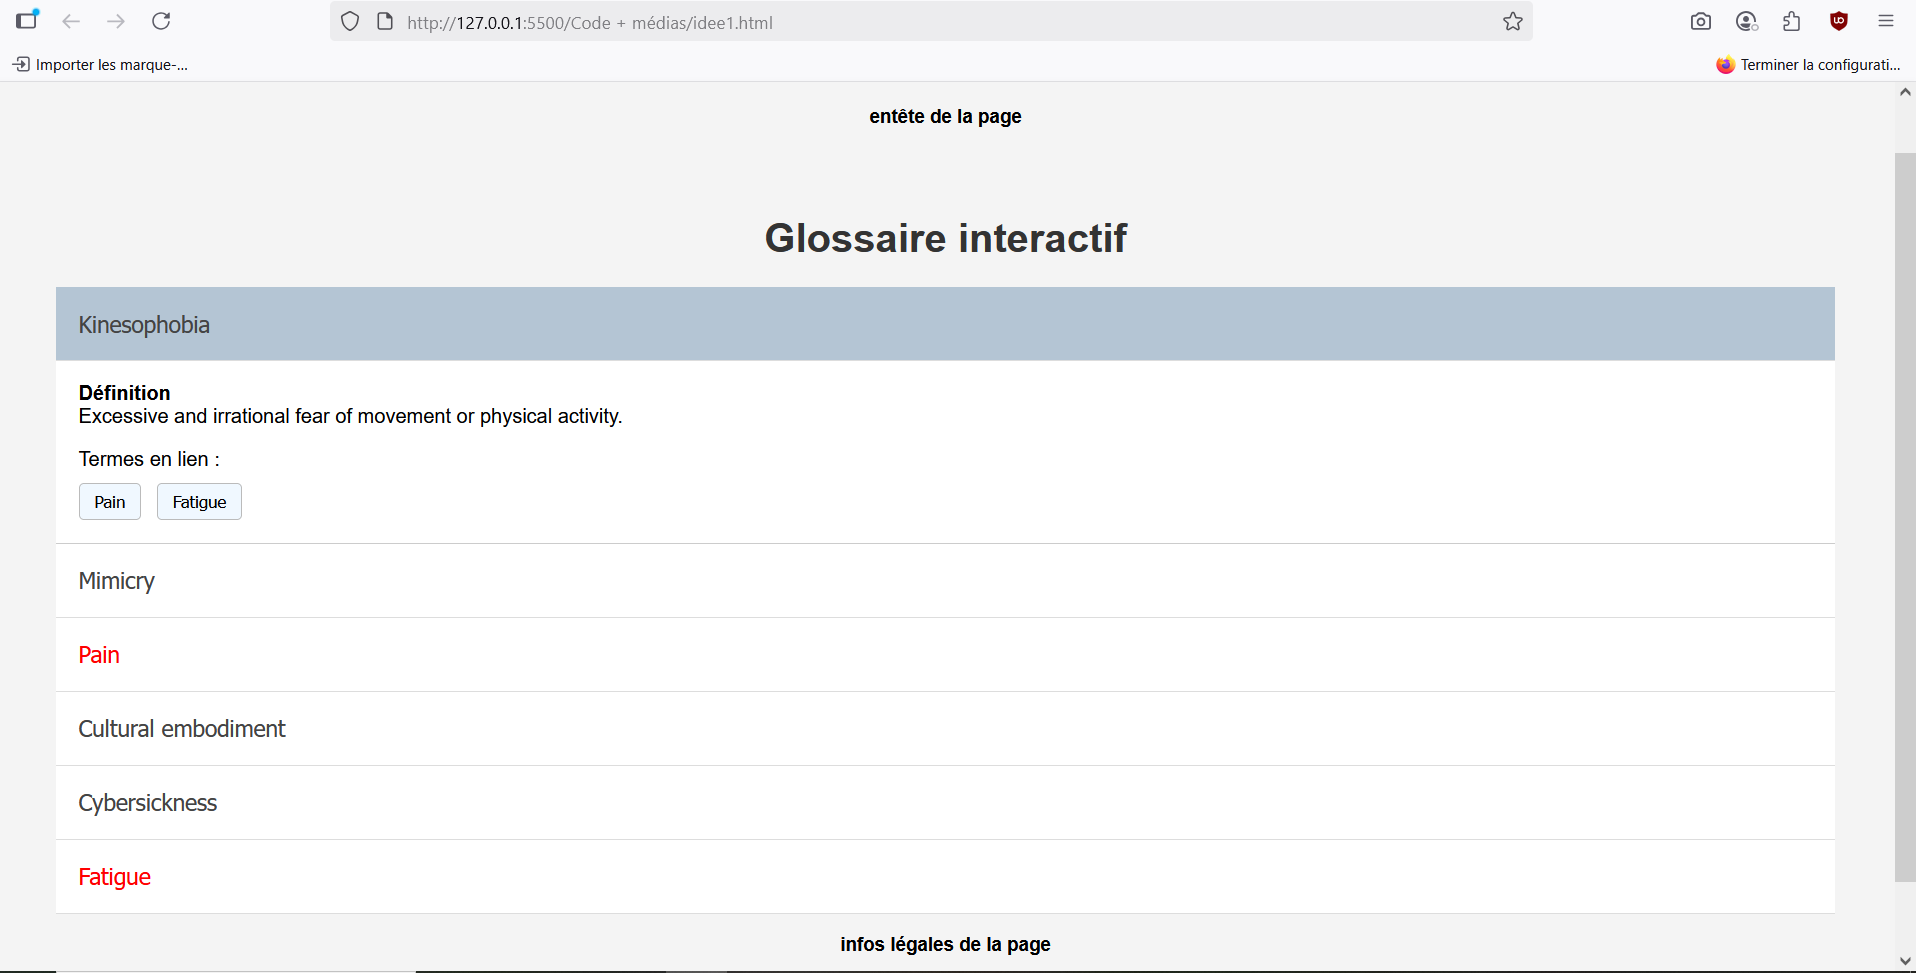 http://127.0.0.1:5500/Code + médias/idee1.html
Importer les marque-...
Terminer la configurati...
entête de la page
Glossaire interactif
Kinesophobia
Définition
Excessive and irrational fear of movement or physical activity.
Termes en lien :
Pain Fatigue
Mimicry
Pain
Cultural embodiment
Cybersickness
Fatigue
infos légales de la page